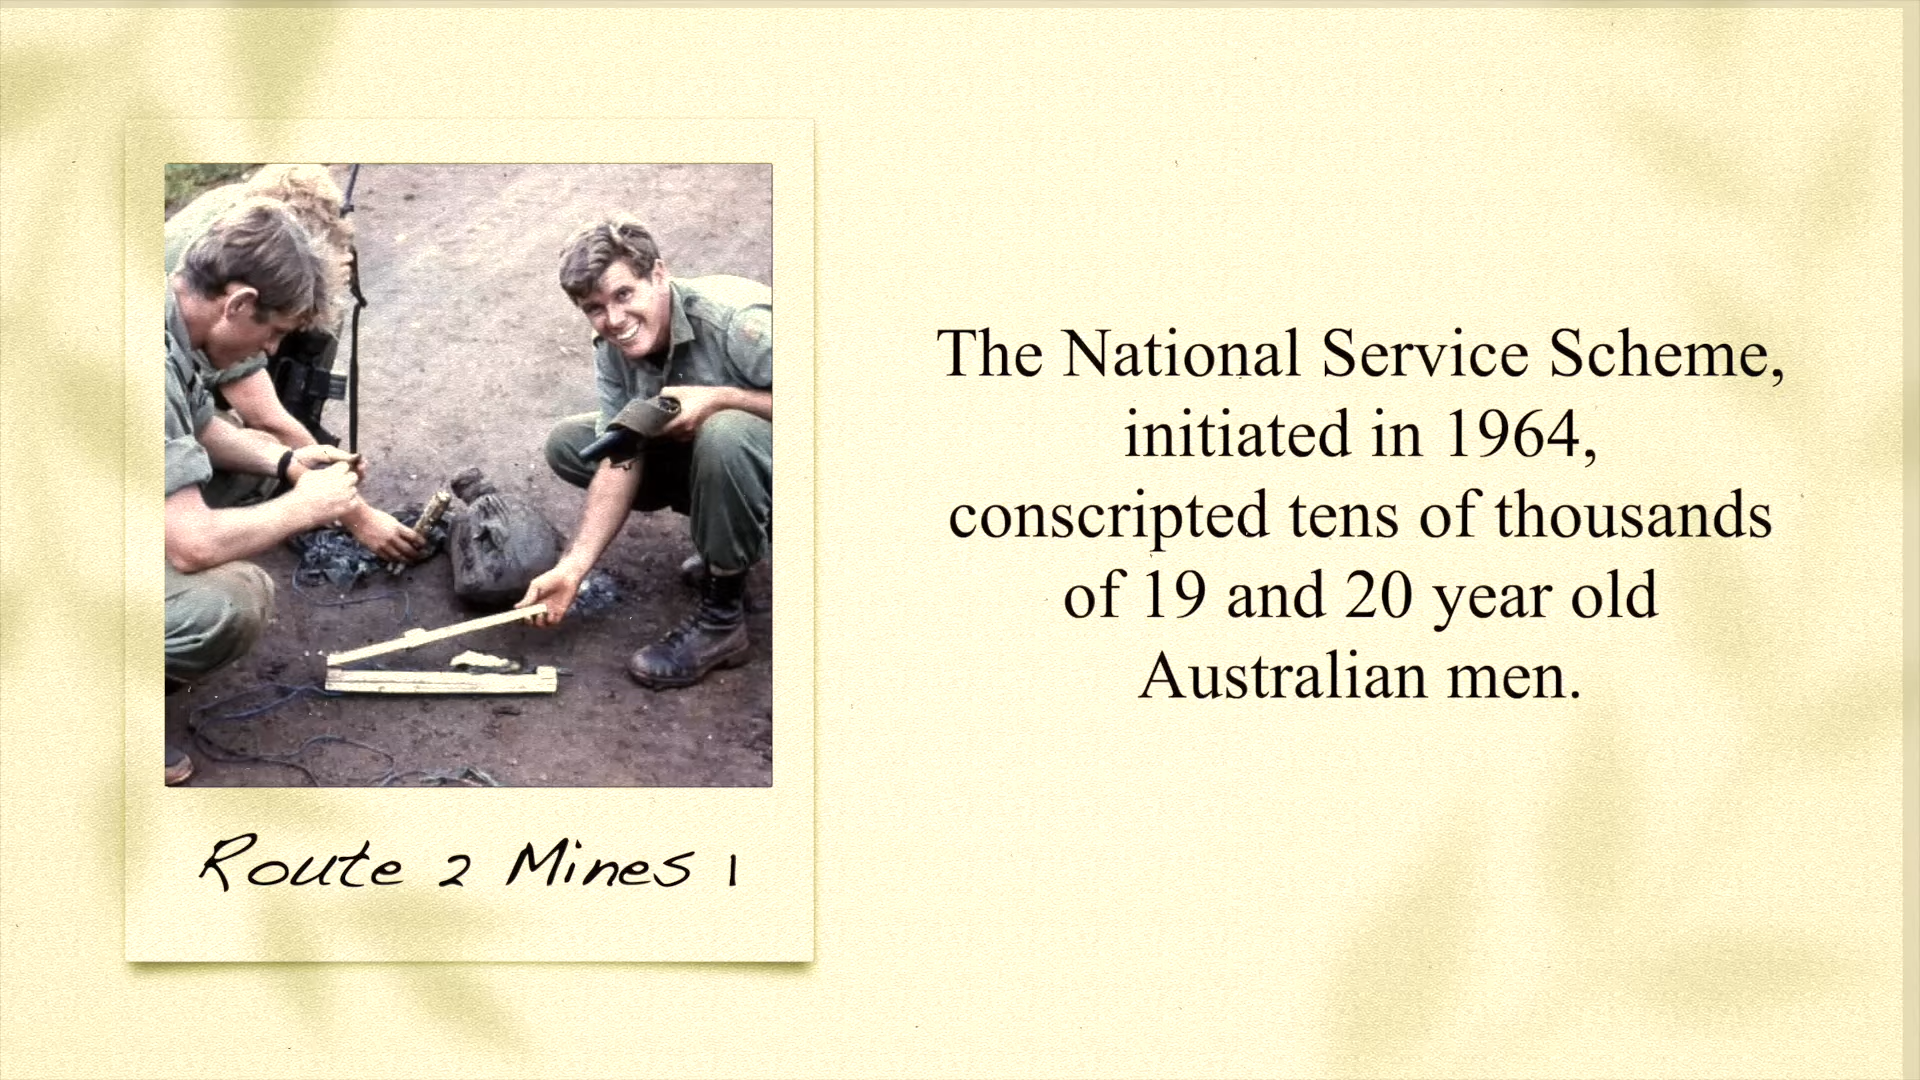 The National Service Scheme,
initiated in 1964,
conscripted tens of thousands
of 19 and 20 year old
Australian men.
Route 2 Mines 1